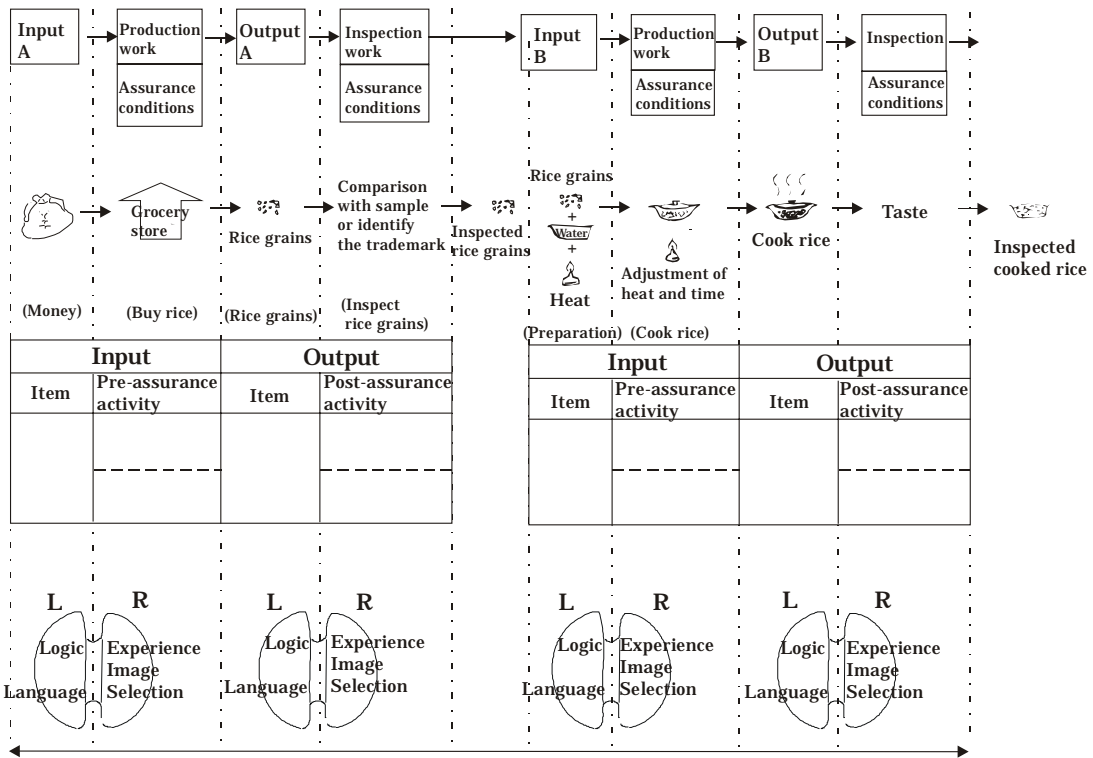 Input
A
Production
work
Assurance
conditions
Output
A
Inspection
work
Assurance
conditions
Input
B
Production
work
Assurance
conditions
Output
B
Inspection
Assurance
conditions
Grocery
store
Rice grains
Comparison
with sample
or identify
the trademark
Inspected
rice grains
Rice grains
+
Water
+
Heat
Adjustment of
heat and time
Cook rice
Taste
Inspected
cooked rice
(Money)
(Buy rice)
(Rice grains)
(Inspect
rice grains)
(Preparation)
(Cook rice)
Input
Output
Item
Pre-assurance
activity
Item
Post-assurance
activity
Input
Output
Item
Pre-assurance
activity
Item
Post-assurance
activity
L
R
Logic
Language
Experience
Image
Selection
L
R
Logic
Language
Experience
Image
Selection
L
R
Logic
Language
Experience
Image
Selection
L
R
Logic
Language
Experience
Image
Selection